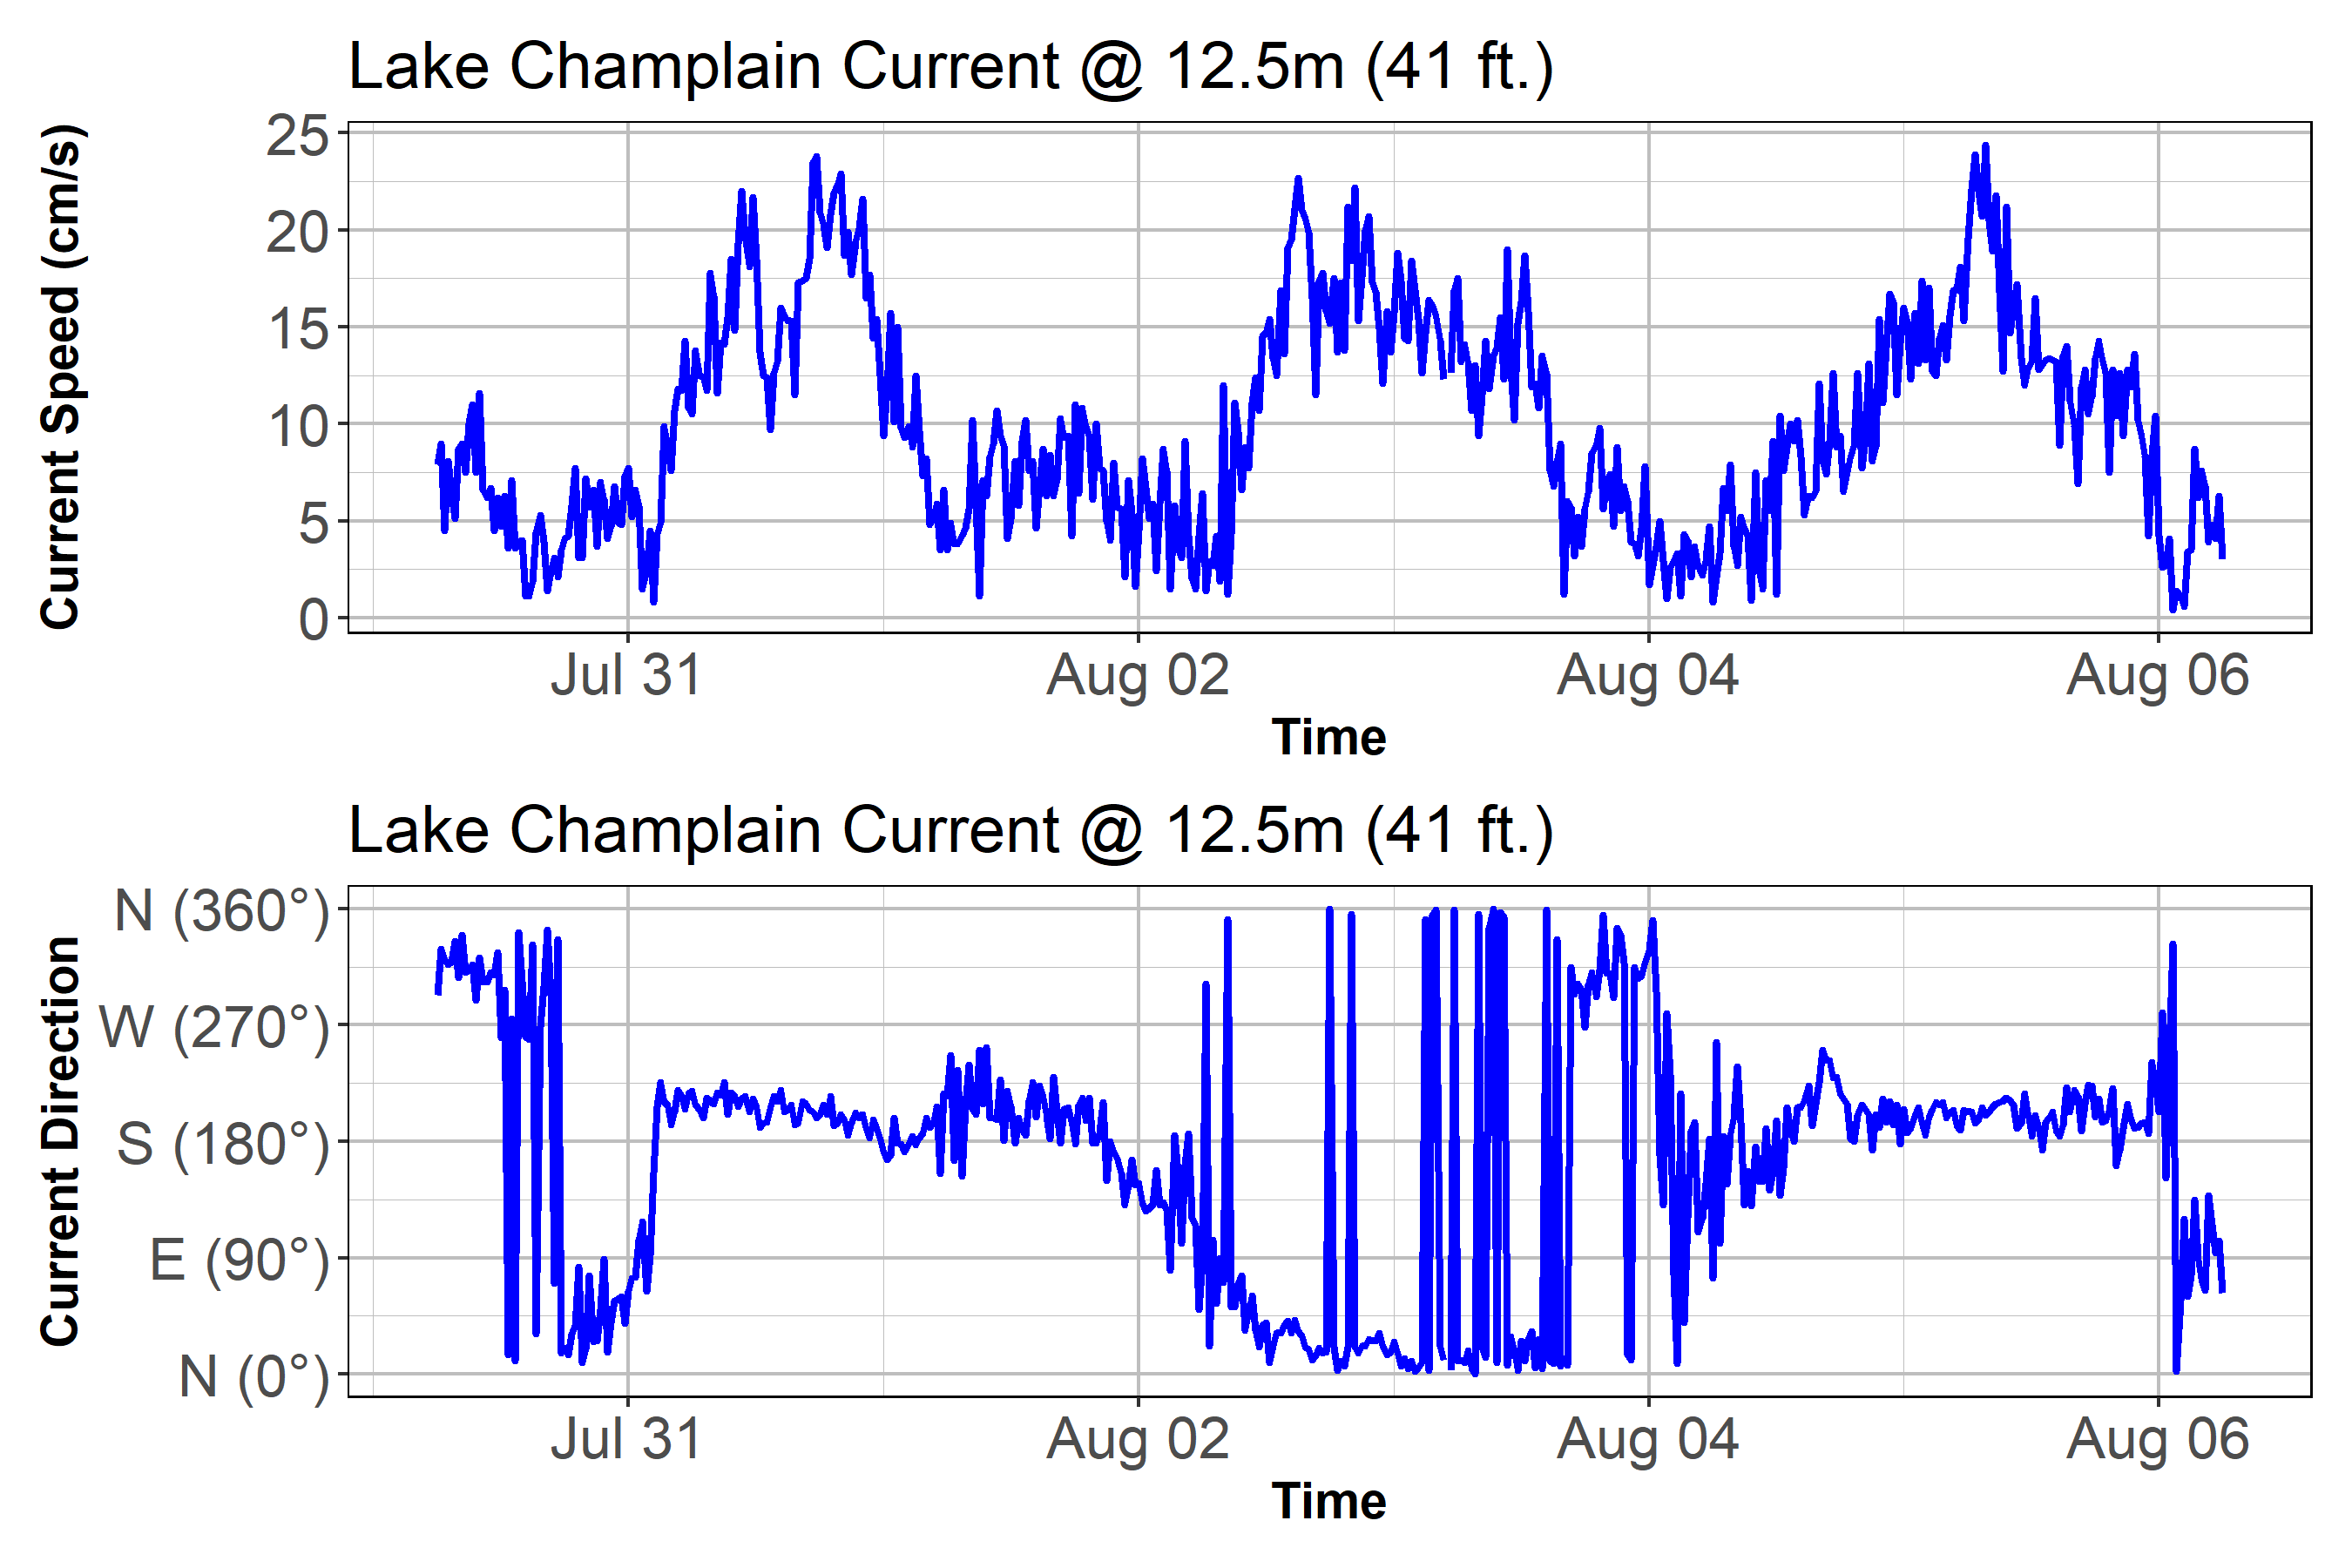 Lake Champlain Current @ 12.5m (41 ft.)
Current Speed (cm/s)
25
20
15
10
5
0
Jul 31 Aug 02 Aug 04 Aug 06
Time
Lake Champlain Current @ 12.5m (41 ft.)
Current Direction
N (360°)
W (270°)
S (180°)
E (90°)
N (0°)
Jul 31 Aug 02 Aug 04 Aug 06
Time